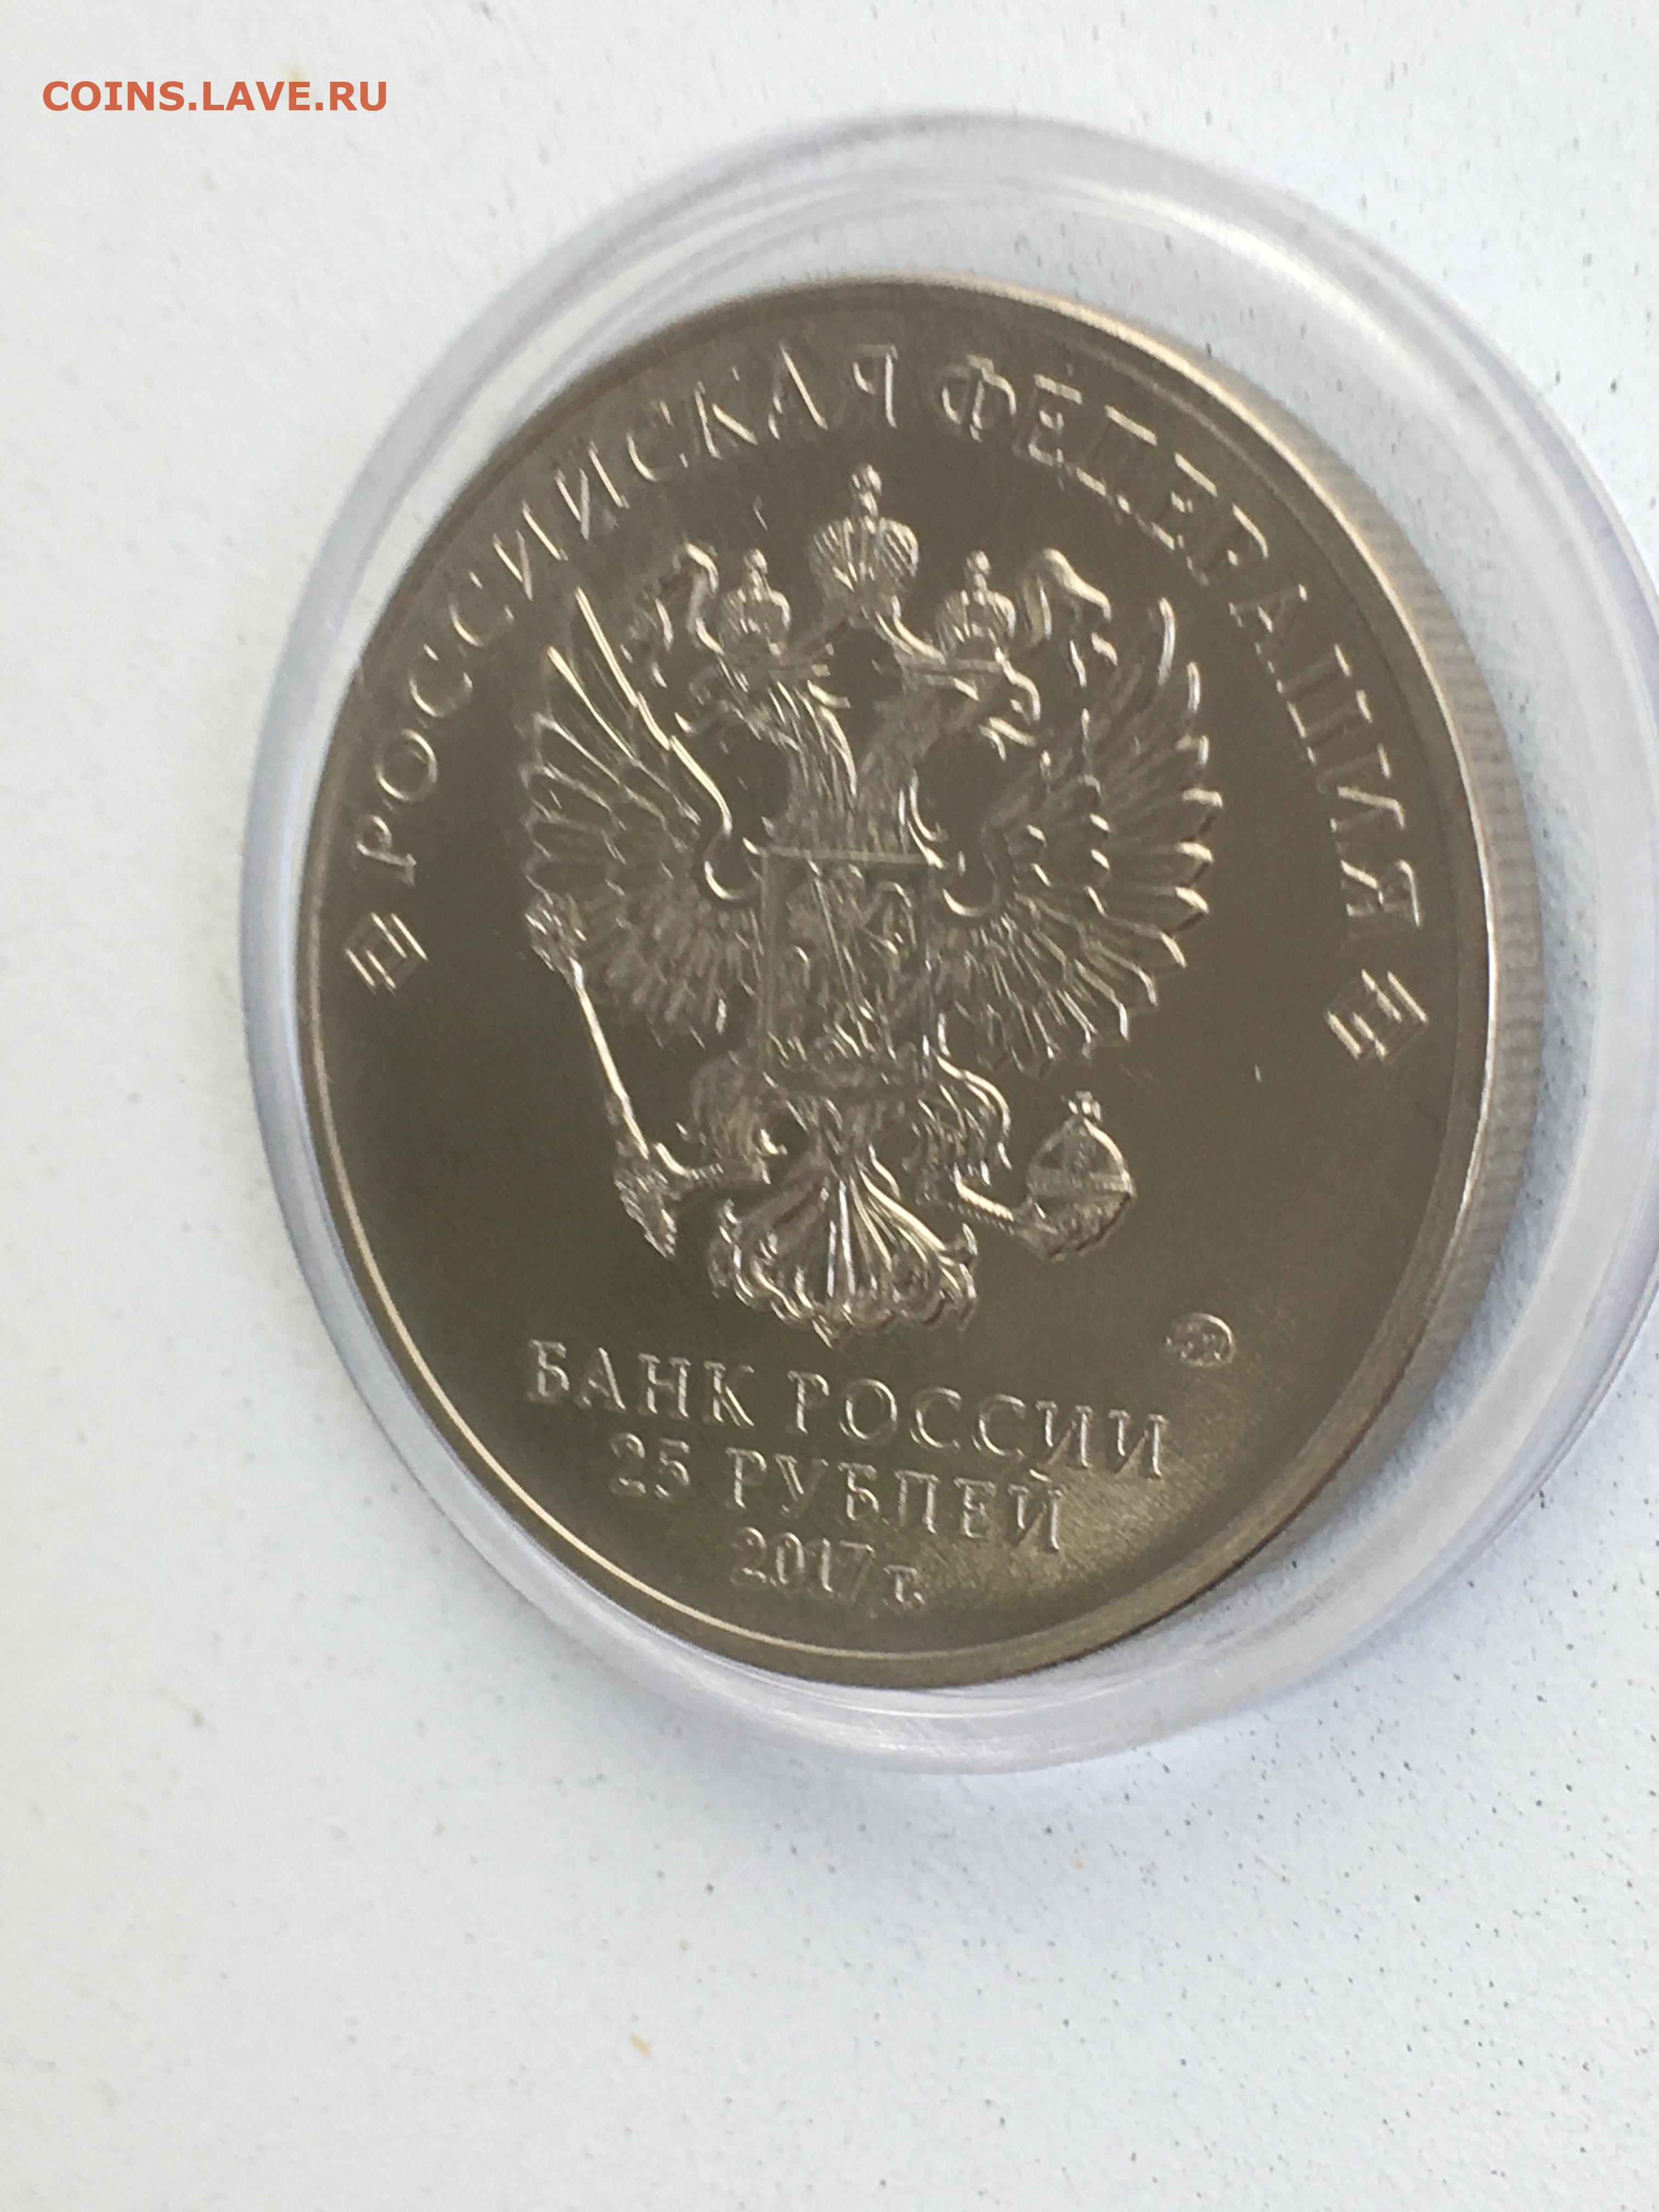 COINS.LAVE.RU
РОССИЙСКАЯ ФЕДЕРАЦИЯ
БАНК РОССИИ
25 РУБЛЕЙ
2017 г.